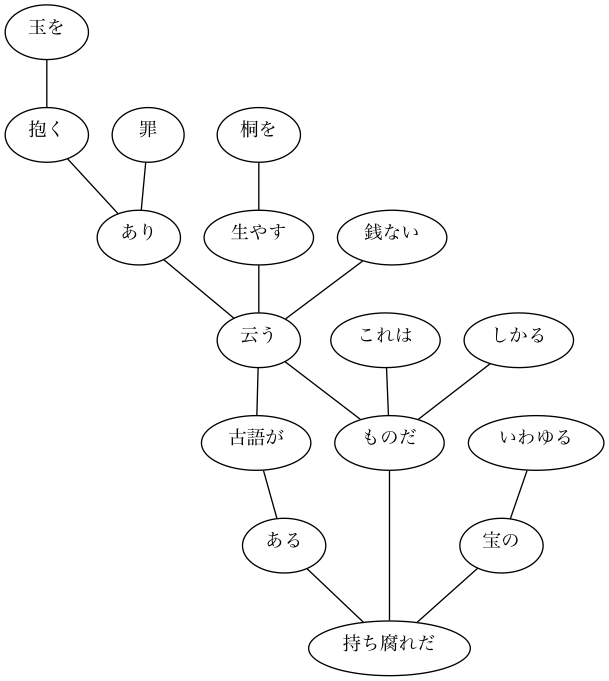 玉を
抱く
罪
桐を
あり
生やす
銭ない
云う
これは
しかる
古語が
ものだ
いわゆる
ある
宝の
持ち腐れだ